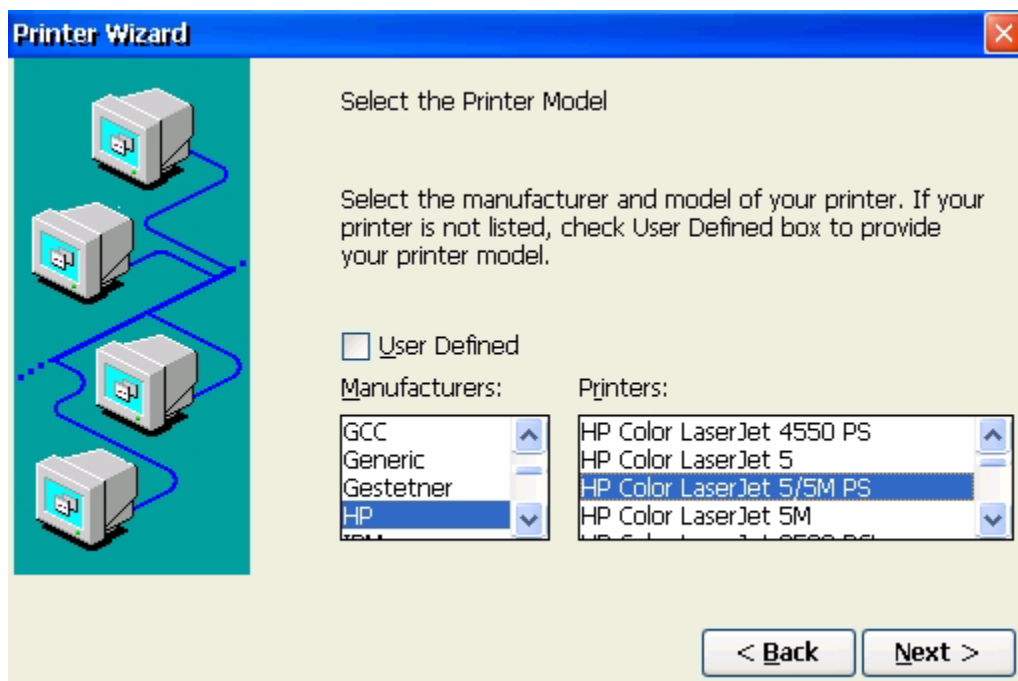 Printer Wizard
Select the Printer Model
Select the manufacturer and model of your printer. If your
printer is not listed, check User Defined box to provide
your printer model.
User Defined
Manufacturers:
GCC
Generic
Gestetner
HP
Printers:
HP Color LaserJet 4550 PS
HP Color LaserJet 5
HP Color LaserJet 5/5M PS
HP Color LaserJet 5M
< Back
Next >